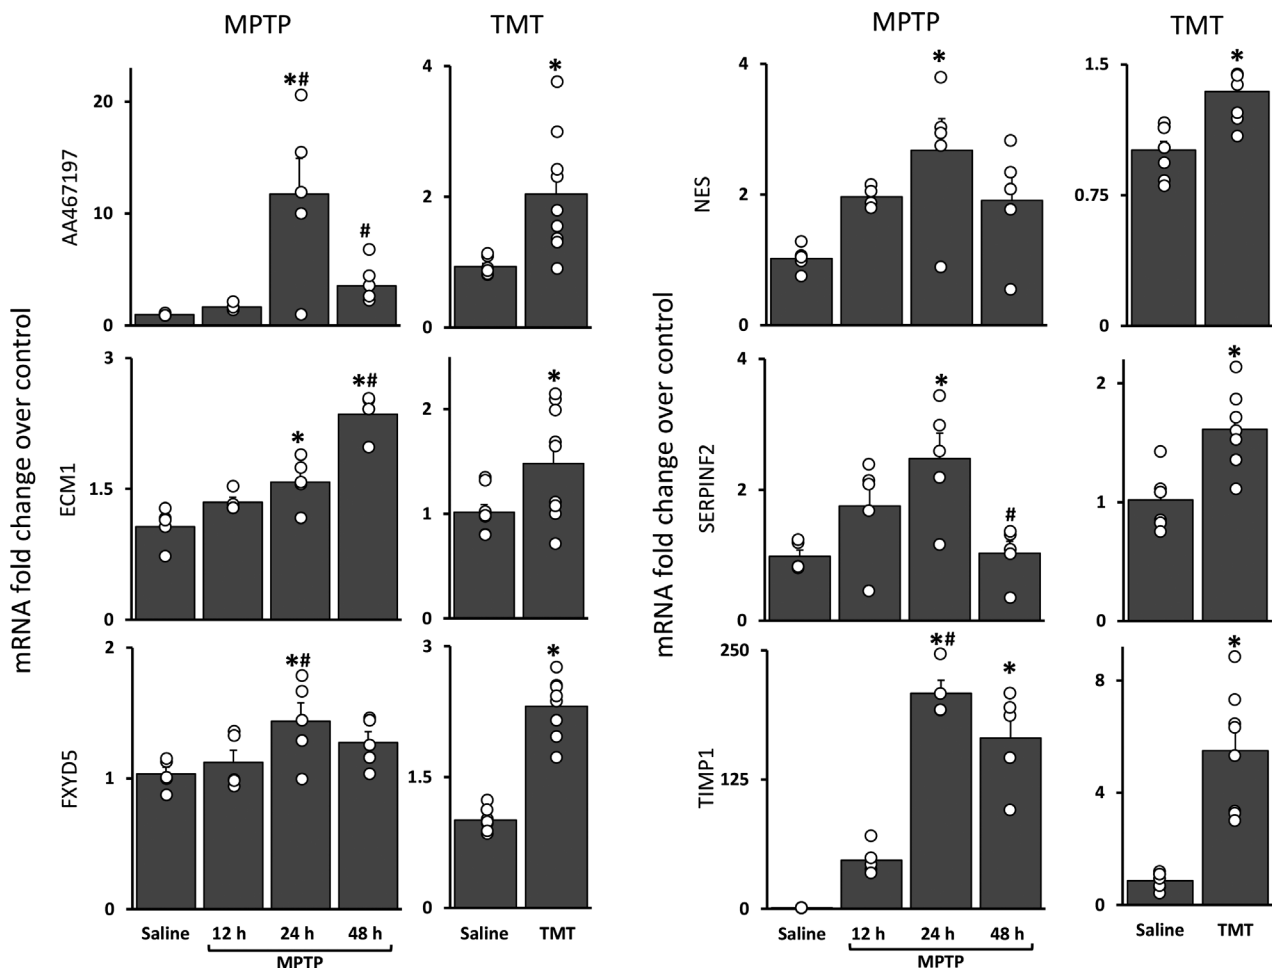 MPTP
TMT
MPTP
TMT
mRNA fold change over control
AA467197
20
10
0
*#
#
4
2
0
*
ECM1
3
1.5
0
*
*#
2
1
0
*
FXYD5
2
1
0
*#
3
1.5
0
*
Saline
12 h
24 h
48 h
MPTP
Saline
TMT
mRNA fold change over control
NES
4
2
0
*
1.5
0.75
0
*
SERPINF2
4
2
0
*
#
2
1
0
*
TIMP1
250
125
0
*#
*
8
4
0
*
Saline
12 h
24 h
48 h
MPTP
Saline
TMT